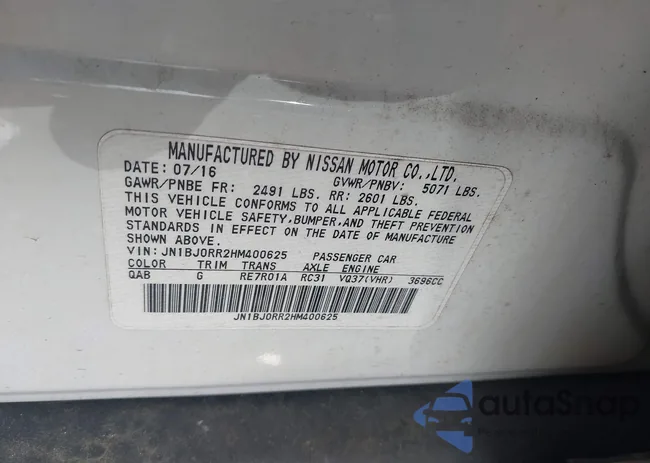 MANUFACTURED BY NISSAN MOTOR CO.,LTD.
DATE: 07/16 GVWR/PNBV: 5071 LBS.
GAWR/PNBE FR: 2491 LBS. RR: 2601 LBS.
THIS VEHICLE CONFORMS TO ALL APPLICABLE FEDERAL
MOTOR VEHICLE SAFETY,BUMPER,AND THEFT PREVENTION
STANDARDS IN EFFECT ON THE DATE OF MANUFACTURE
SHOWN ABOVE.
VIN: JN1BJ0RR2HM400625 PASSENGER CAR
COLOR TRIM TRANS AXLE ENGINE
QAB G RE7R01A RC31 VQ37(VHR) 3696CC
JN1BJ0RR2HM400625
autoSnap